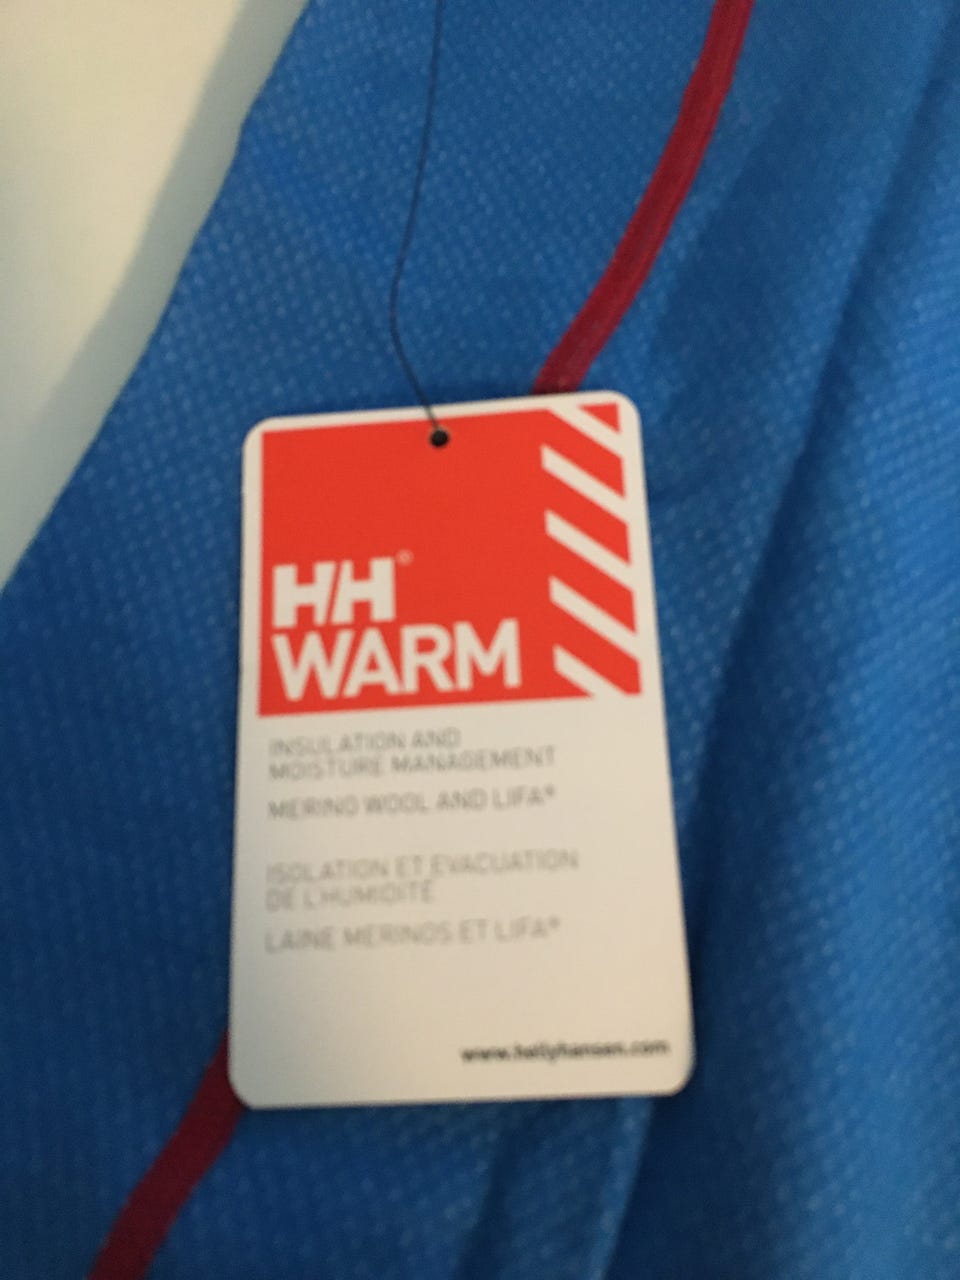 HH®
WARM
INSULATION AND
MOISTURE MANAGEMENT
MERINO WOOL AND LIFA®
ISOLATION ET EVACUATION
DE L'HUMIDITÉ
LAINE MERINOS ET LIFA®
www.hellyhansen.com